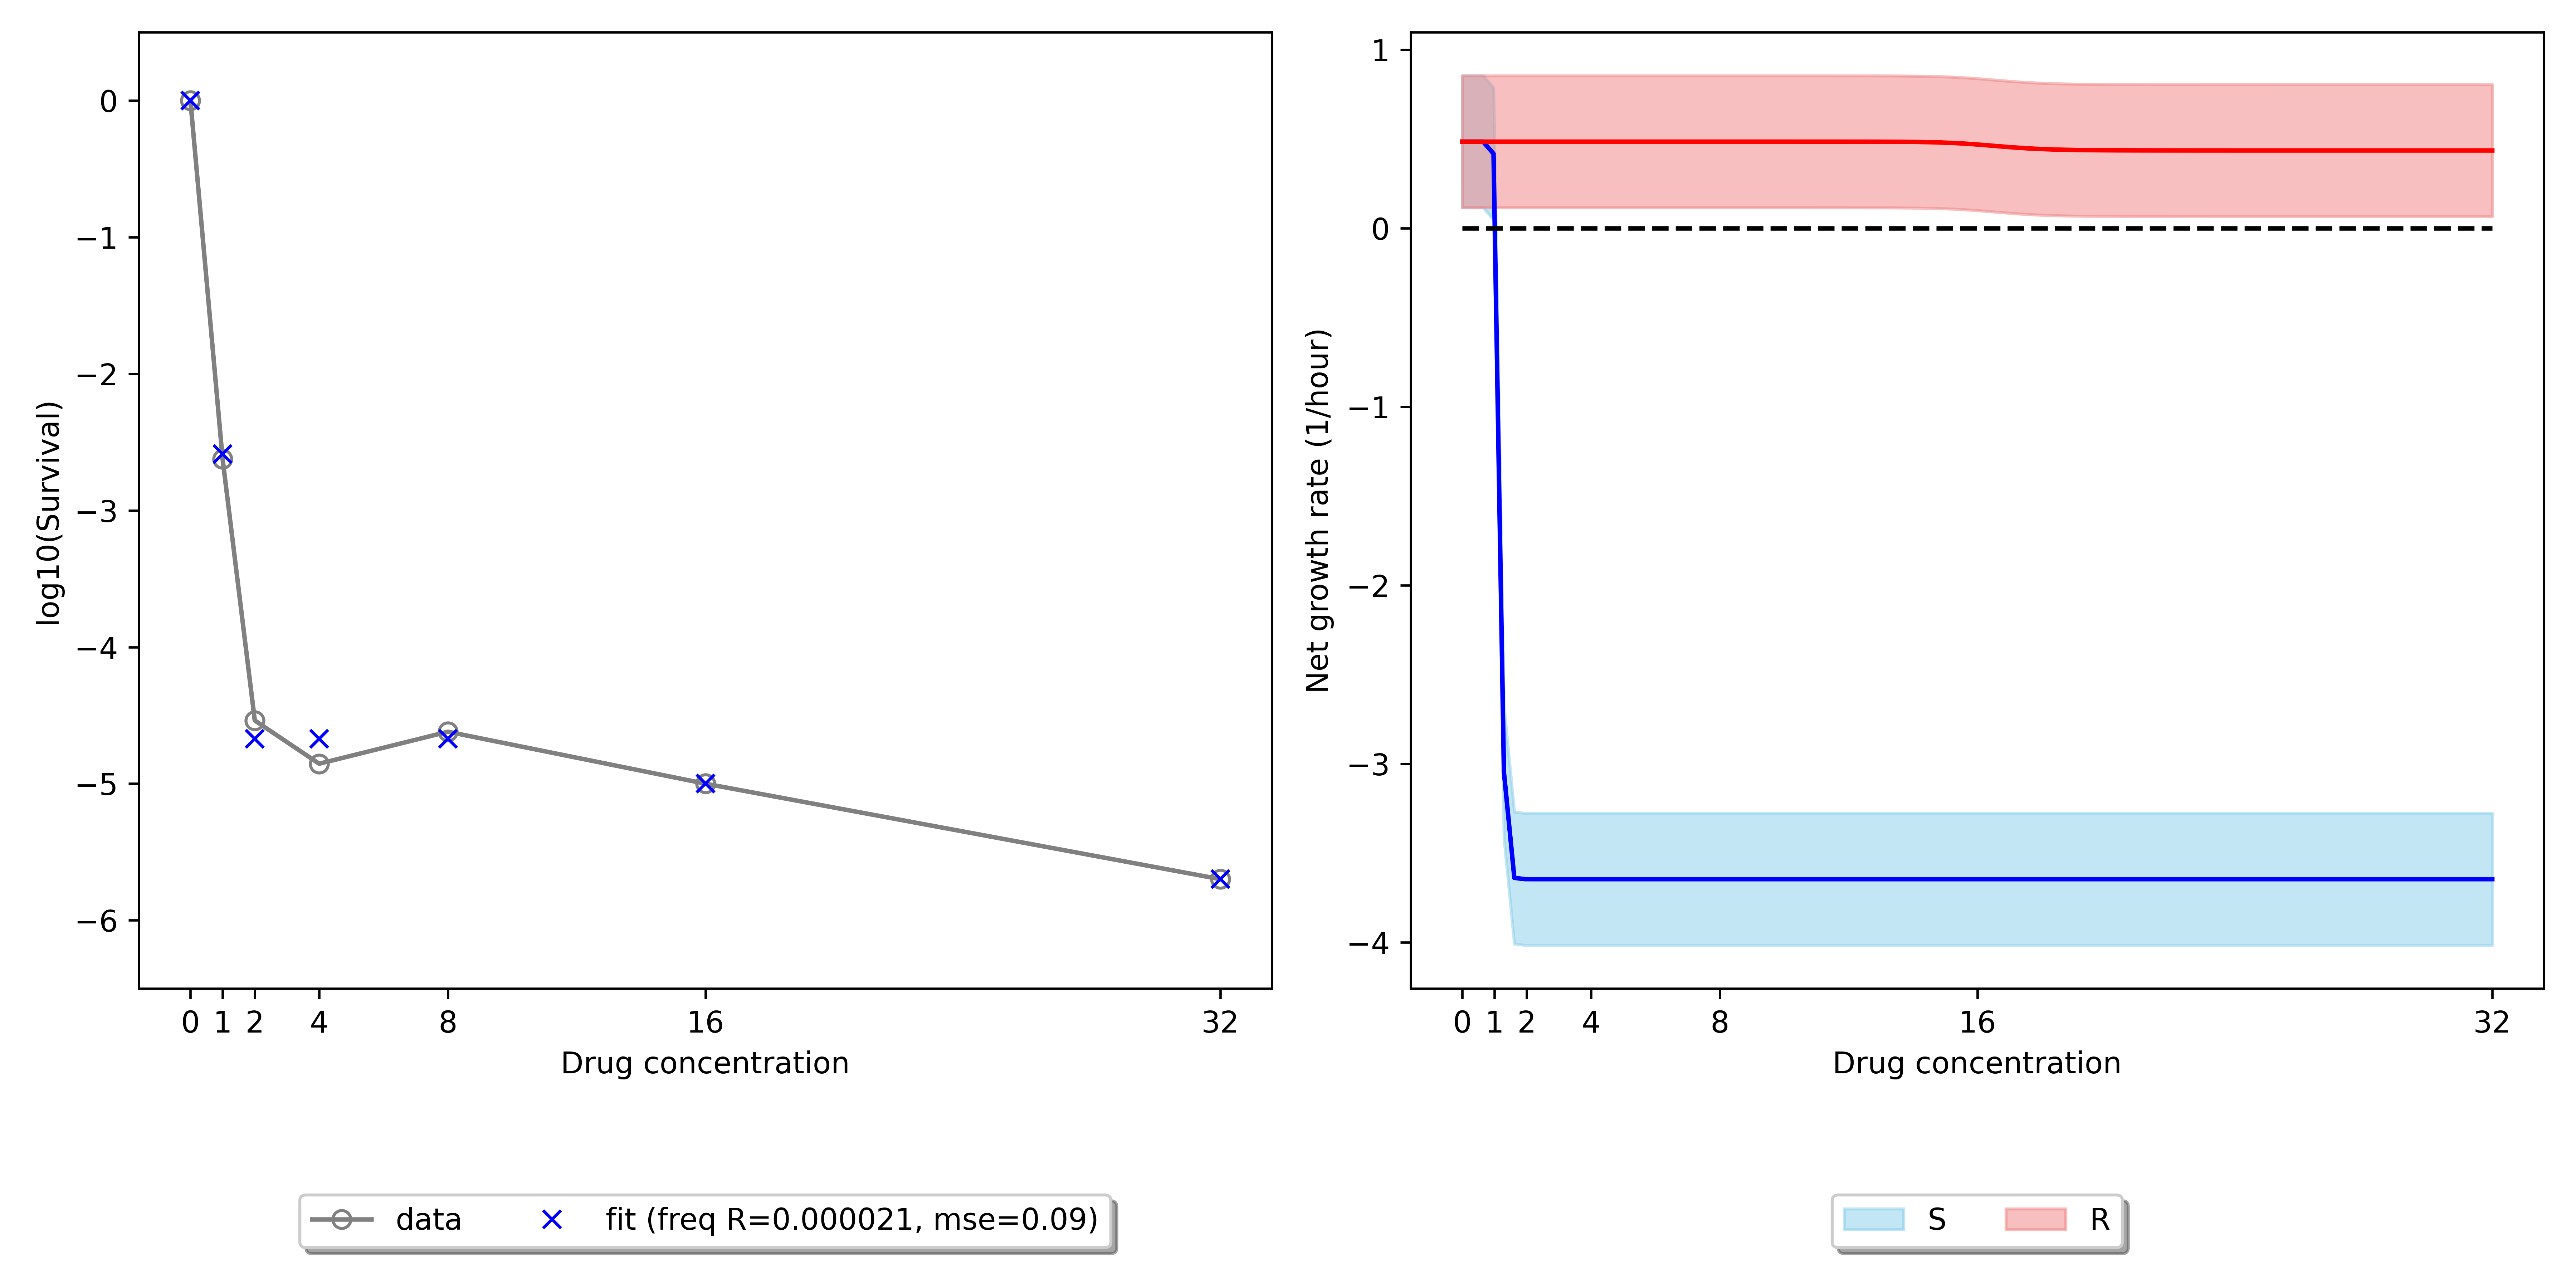 0
−1
−2
−3
−4
−5
−6
log10(Survival)
0 1 2 4 8 16 32
Drug concentration
data fit (freq R=0.000021, mse=0.09)
1
0
−1
−2
−3
−4
Net growth rate (1/hour)
0 1 2 4 8 16 32
Drug concentration
S R